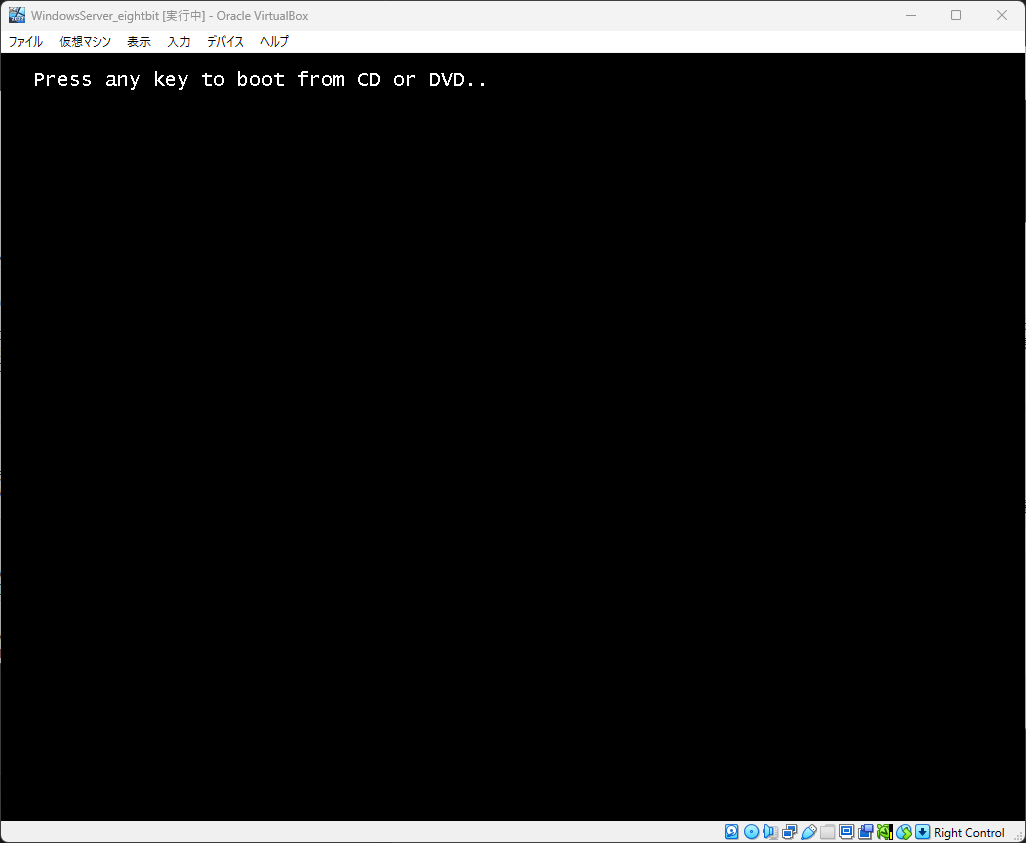 WindowsServer_eightbit [実行中] - Oracle VirtualBox
ファイル 仮想マシン 表示 入力 デバイス ヘルプ
Press any key to boot from CD or DVD..
Right Control